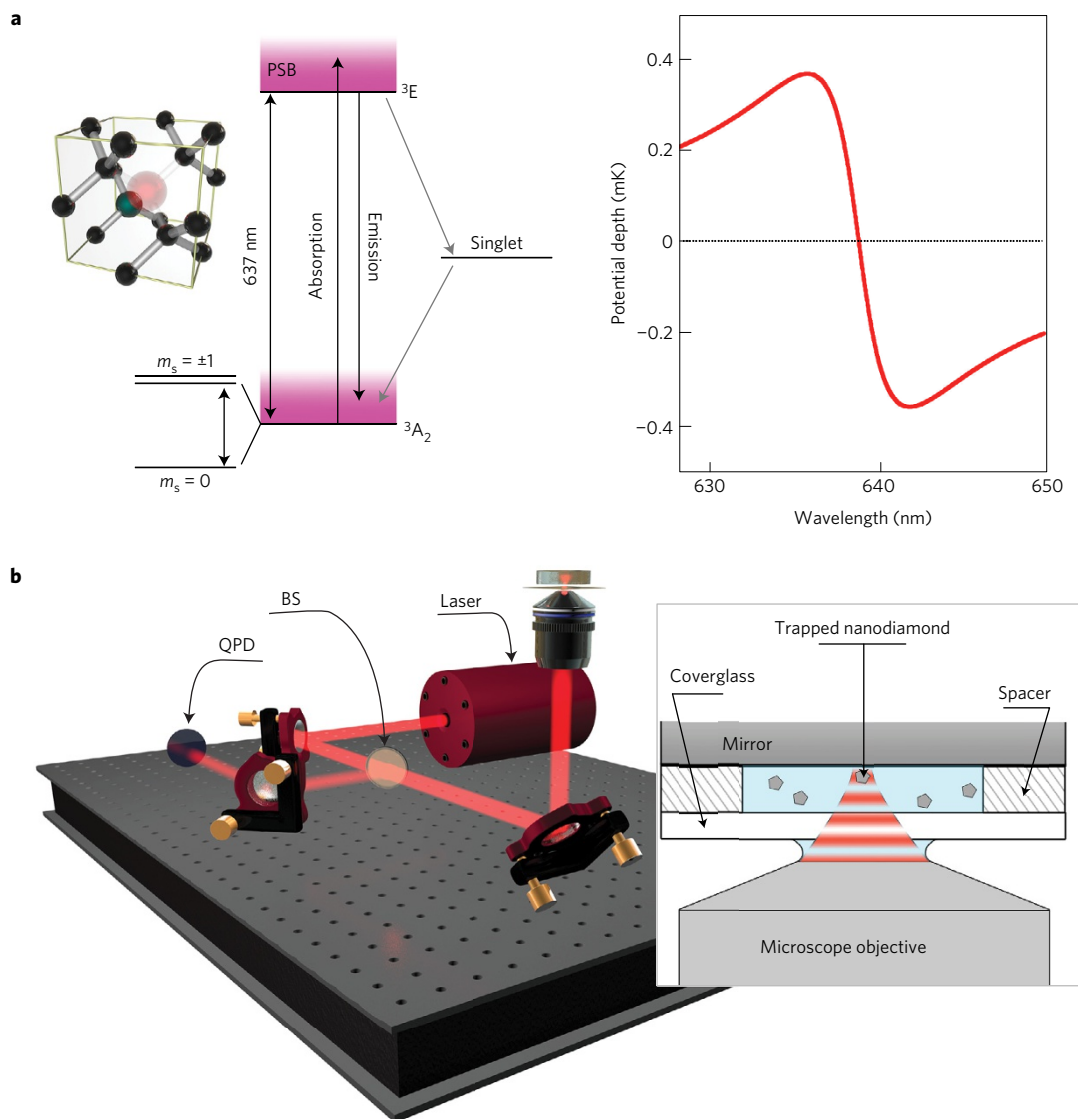 a
PSB
³E
637 nm
Absorption
Emission
Singlet
mₛ = ±1
³A₂
mₛ = 0
Potential depth (mK)
0.4
0.2
0
−0.2
−0.4
630
640
650
Wavelength (nm)
b
BS
Laser
QPD
Trapped nanodiamond
Coverglass
Spacer
Mirror
Microscope objective